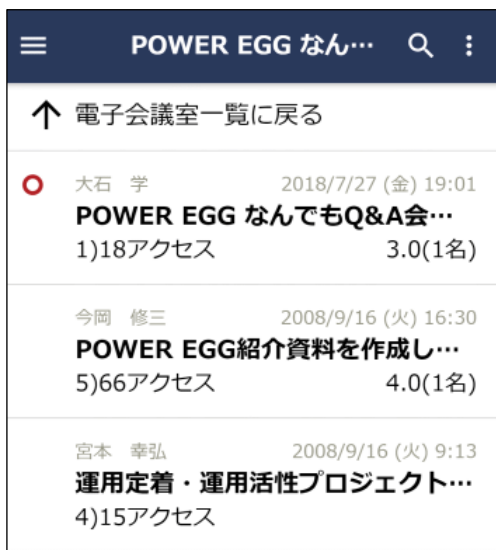 POWER EGG なん…
電子会議室一覧に戻る
大石　学 2018/7/27 (金) 19:01
POWER EGG なんでもQ&A会…
1)18アクセス 3.0(1名)
今岡　修三 2008/9/16 (火) 16:30
POWER EGG紹介資料を作成し…
5)66アクセス 4.0(1名)
宮本　幸弘 2008/9/16 (火) 9:13
運用定着・運用活性プロジェクト…
4)15アクセス